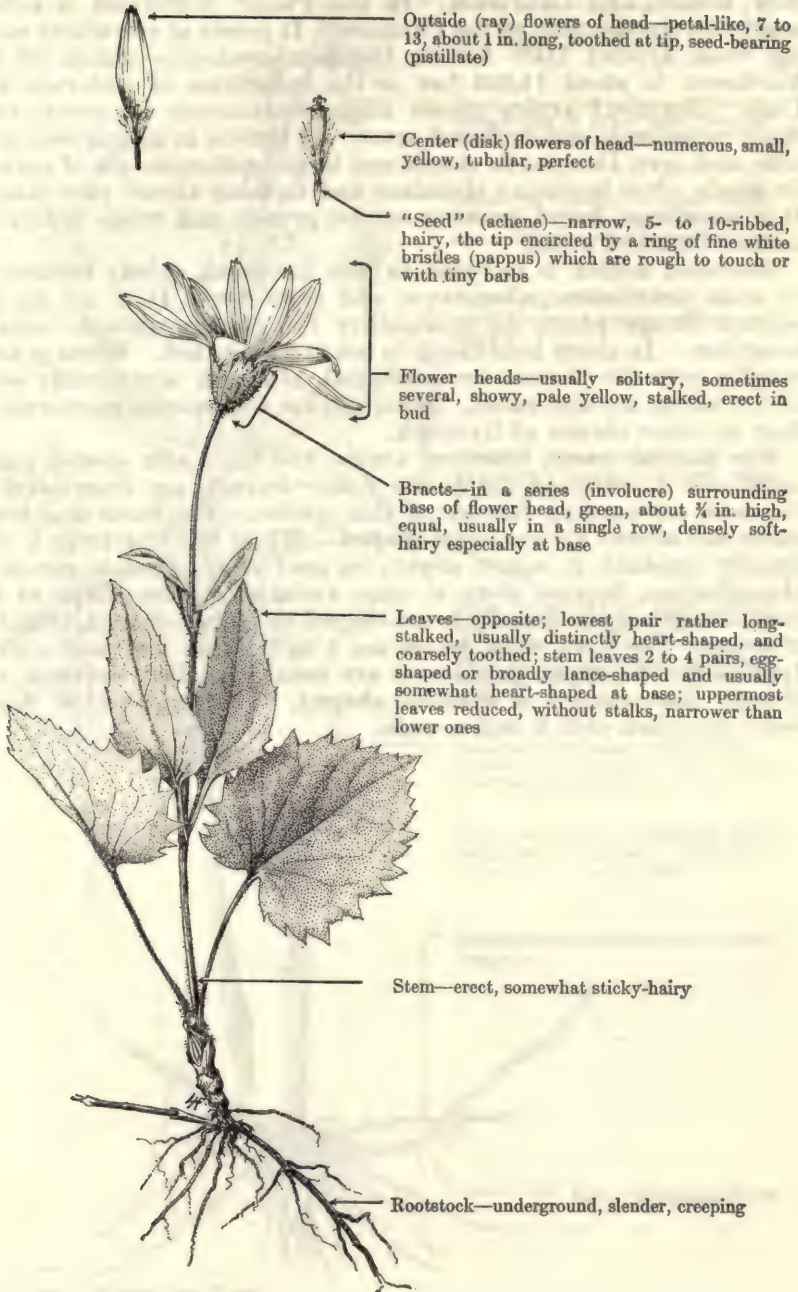 Outside (ray) flowers of head—petal-like, 7 to
13, about 1 in. long, toothed at tip, seed-bearing
(pistillate)
Center (disk) flowers of head—numerous, small,
yellow, tubular, perfect
"Seed" (achene)—narrow, 5- to 10-ribbed,
hairy, the tip encircled by a ring of fine white
bristles (pappus) which are rough to touch or
with tiny barbs
Flower heads—usually solitary, sometimes
several, showy, pale yellow, stalked, erect in
bud
Bracts—in a series (involucre) surrounding
base of flower head, green, about ¾ in. high,
equal, usually in a single row, densely soft-
hairy especially at base
Leaves—opposite; lowest pair rather long-
stalked, usually distinctly heart-shaped, and
coarsely toothed; stem leaves 2 to 4 pairs, egg-
shaped or broadly lance-shaped and usually
somewhat heart-shaped at base; uppermost
leaves reduced, without stalks, narrower than
lower ones
Stem—erect, somewhat sticky-hairy
Rootstock—underground, slender, creeping